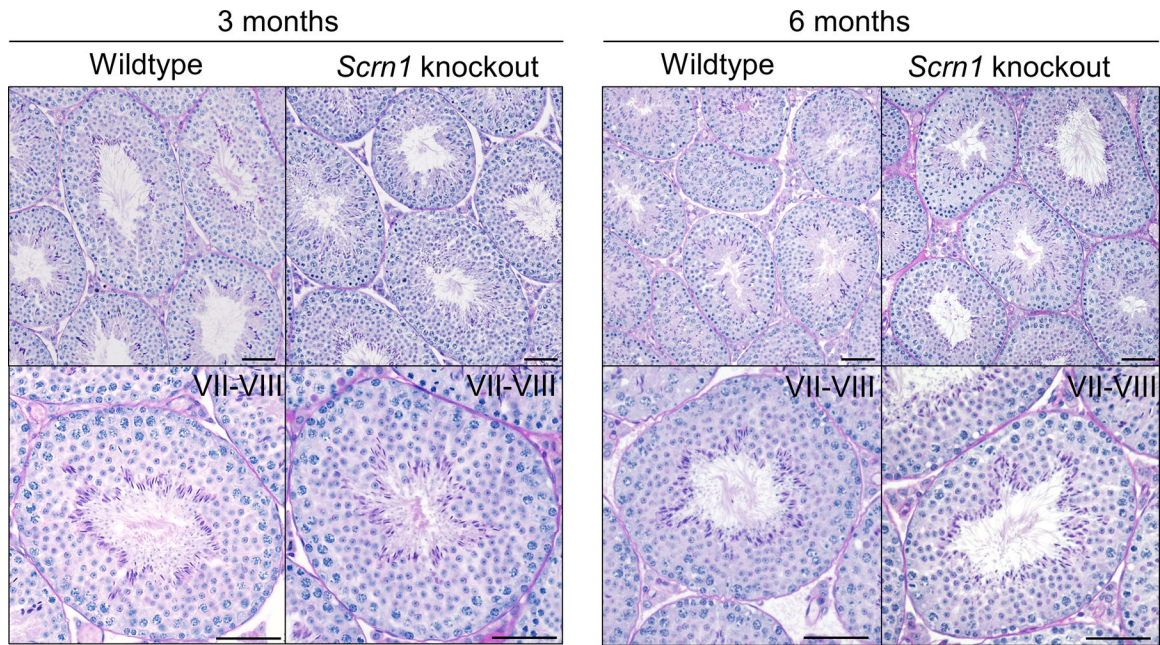 3 months
6 months
Wildtype
Scrn1 knockout
Wildtype
Scrn1 knockout
VII-VIII
VII-VIII
VII-VIII
VII-VIII